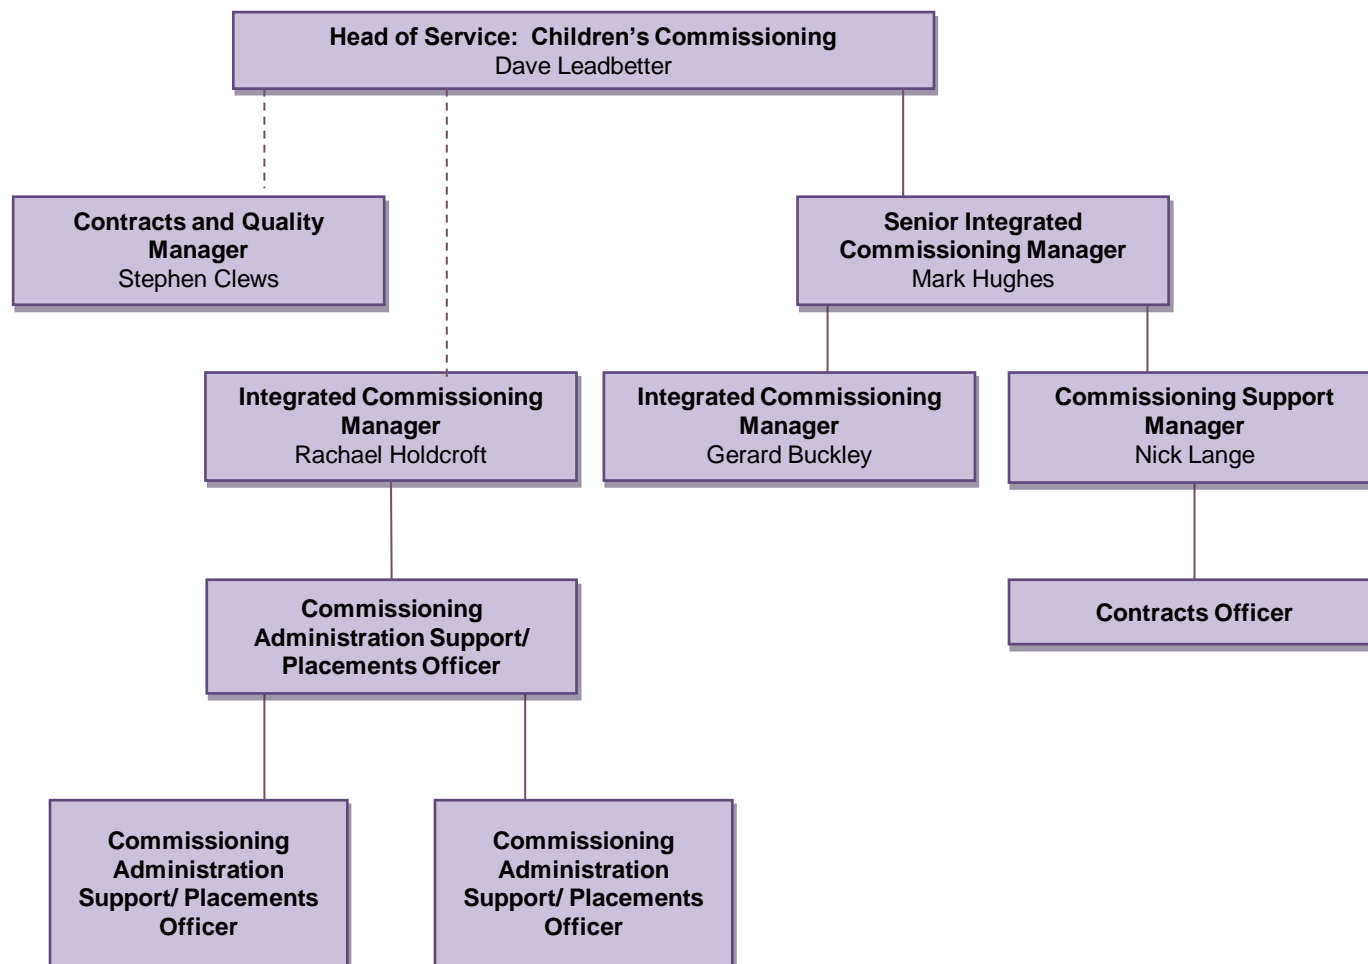 Head of Service:  Children’s Commissioning
Dave Leadbetter
Contracts and Quality
Manager
Stephen Clews
Senior Integrated
Commissioning Manager
Mark Hughes
Integrated Commissioning
Manager
Rachael Holdcroft
Integrated Commissioning
Manager
Gerard Buckley
Commissioning Support
Manager
Nick Lange
Commissioning
Administration Support/
Placements Officer
Contracts Officer
Commissioning
Administration
Support/ Placements
Officer
Commissioning
Administration
Support/ Placements
Officer